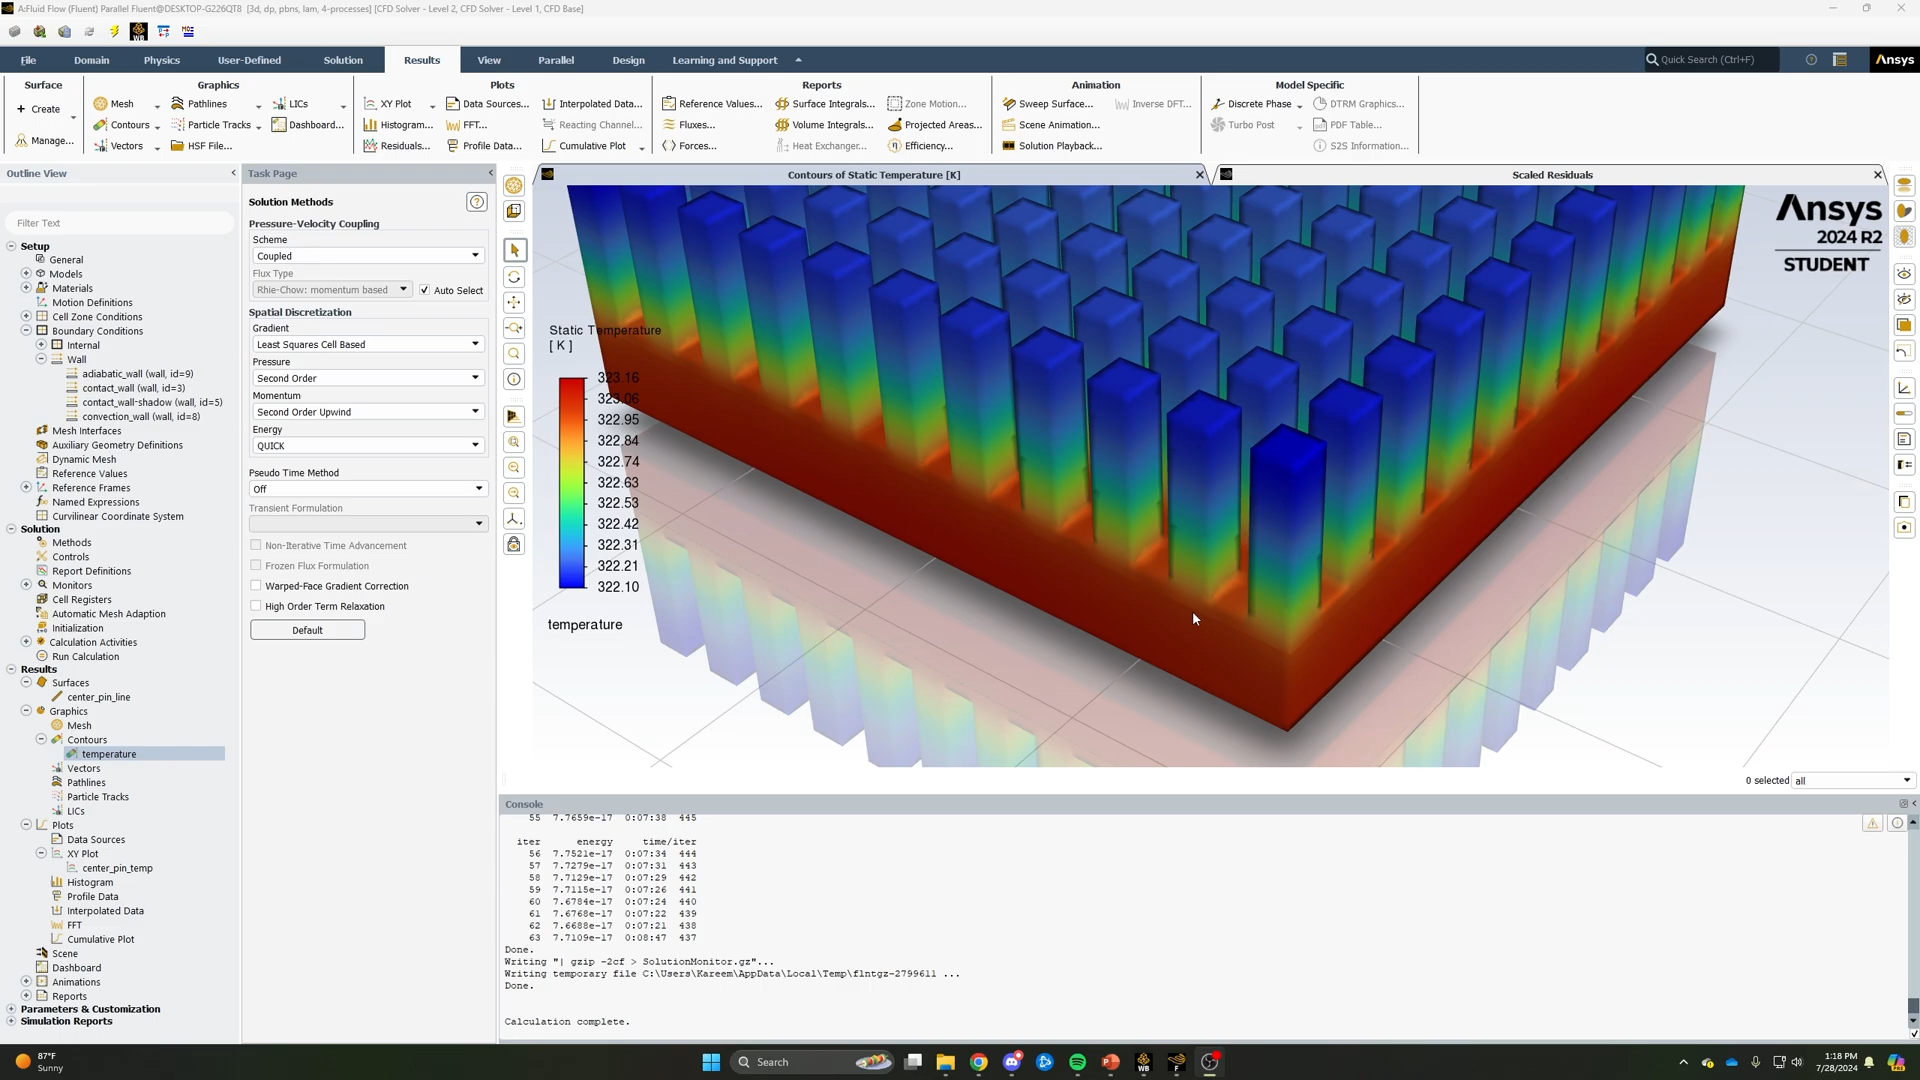 A:Fluid Flow (Fluent) Parallel Fluent@DESKTOP-G226QT8 [3d, dp, pbns, lam, 4-processes] [CFD Solver - Level 2, CFD Solver - Level 1, CFD Base]
File Domain Physics User-Defined Solution Results View Parallel Design Learning and Support Quick Search (Ctrl+F) Ansys
Surface Graphics Plots Reports Animation Model Specific
Create Mesh Pathlines LICs XY Plot Data Sources... Interpolated Data... Reference Values... Surface Integrals... Zone Motion... Sweep Surface... Inverse DFT... Discrete Phase DTRM Graphics...
Contours Particle Tracks Dashboard... Histogram... FFT... Reacting Channel... Fluxes... Volume Integrals... Projected Areas... Scene Animation... Turbo Post PDF Table...
Manage... Vectors HSF File... Residuals... Profile Data... Cumulative Plot Forces... Heat Exchanger... Efficiency... Solution Playback... S2S Information...
Outline View
Filter Text
Setup
General
Models
Materials
Motion Definitions
Cell Zone Conditions
Boundary Conditions
Internal
Wall
adiabatic_wall (wall, id=9)
contact_wall (wall, id=3)
contact_wall-shadow (wall, id=5)
convection_wall (wall, id=8)
Mesh Interfaces
Auxiliary Geometry Definitions
Dynamic Mesh
Reference Values
Reference Frames
Named Expressions
Curvilinear Coordinate System
Solution
Methods
Controls
Report Definitions
Monitors
Cell Registers
Automatic Mesh Adaption
Initialization
Calculation Activities
Run Calculation
Results
Surfaces
center_pin_line
Graphics
Mesh
Contours
temperature
Vectors
Pathlines
Particle Tracks
LICs
Plots
Data Sources
XY Plot
center_pin_temp
Histogram
Profile Data
Interpolated Data
FFT
Cumulative Plot
Scene
Dashboard
Animations
Reports
Parameters & Customization
Simulation Reports
Task Page
Solution Methods
Pressure-Velocity Coupling
Scheme
Coupled
Flux Type
Rhie-Chow: momentum based Auto Select
Spatial Discretization
Gradient
Least Squares Cell Based
Pressure
Second Order
Momentum
Second Order Upwind
Energy
QUICK
Pseudo Time Method
Off
Transient Formulation
Non-Iterative Time Advancement
Frozen Flux Formulation
Warped-Face Gradient Correction
High Order Term Relaxation
Default
Contours of Static Temperature [K]
Scaled Residuals
Ansys
2024 R2
STUDENT
Static Temperature
[ K ]
323.16
323.06
322.95
322.84
322.74
322.63
322.53
322.42
322.31
322.21
322.10
temperature
0 selected all
Console
55 7.7659e-17 0:07:38 445
iter energy time/iter
56 7.7521e-17 0:07:34 444
57 7.7279e-17 0:07:31 443
58 7.7129e-17 0:07:29 442
59 7.7115e-17 0:07:26 441
60 7.6784e-17 0:07:24 440
61 7.6768e-17 0:07:22 439
62 7.6688e-17 0:07:21 438
63 7.7109e-17 0:08:47 437
Done.
Writing "| gzip -2cf > SolutionMonitor.gz"...
Writing temporary file C:\Users\Kareem\AppData\Local\Temp\flntgz-2799611 ...
Done.
Calculation complete.
87°F
Sunny
Search
1:18 PM
7/28/2024